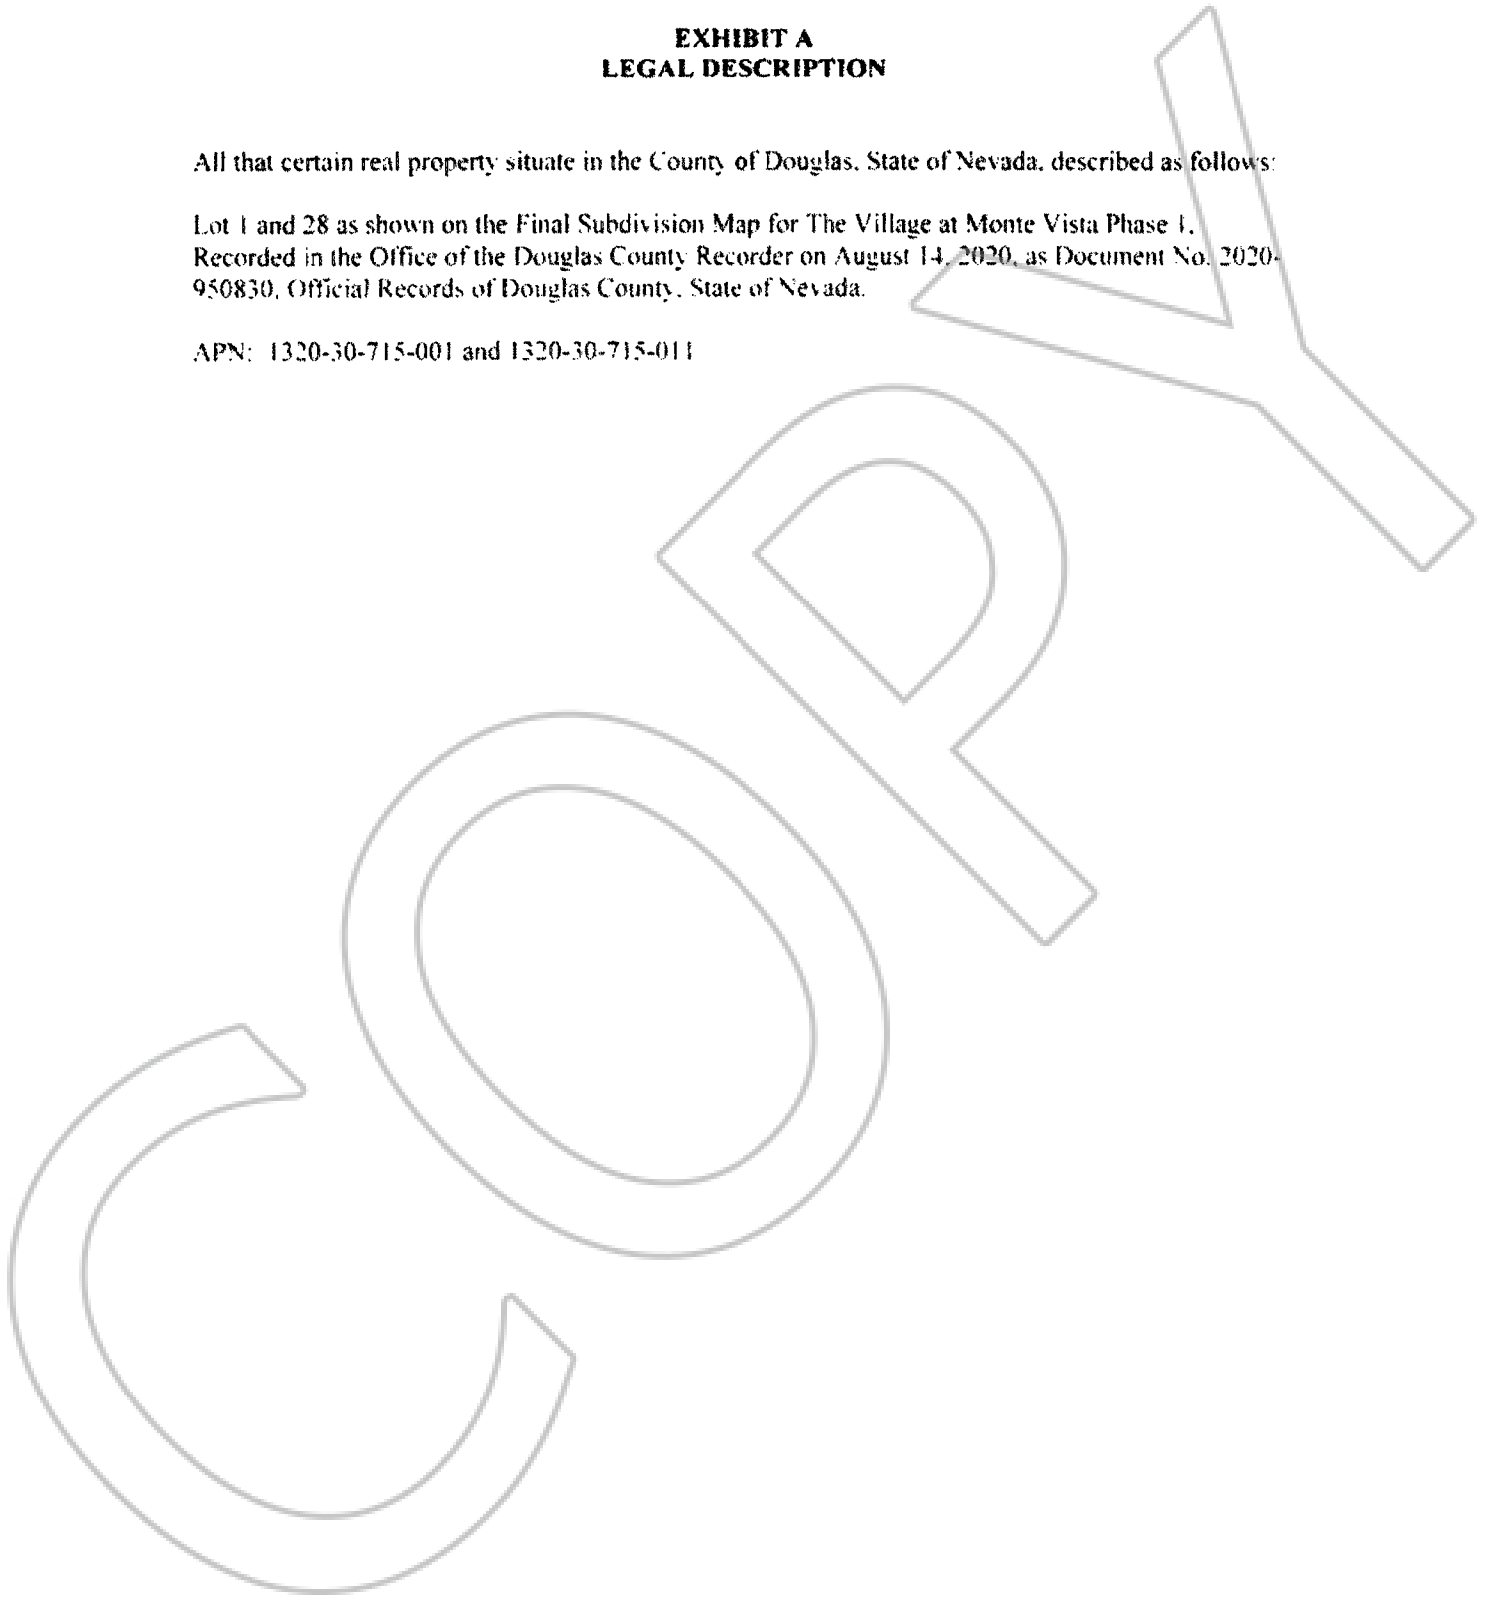 EXHIBIT A
LEGAL DESCRIPTION
All that certain real property situate in the County of Douglas, State of Nevada, described as follows:
Lot 1 and 28 as shown on the Final Subdivision Map for The Village at Monte Vista Phase 1,
Recorded in the Office of the Douglas County Recorder on August 14, 2020, as Document No. 2020-
950830, Official Records of Douglas County, State of Nevada.
APN: 1320-30-715-001 and 1320-30-715-011
COPY